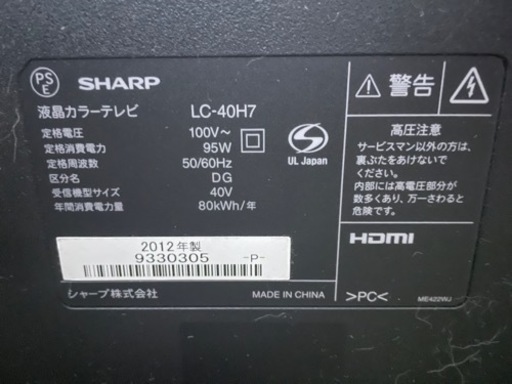 PS
E
SHARP
液晶カラーテレビ LC-40H7
定格電圧 100V～
定格消費電力 95W
定格周波数 50/60Hz
区分名 DG
受信機型サイズ 40V
年間消費電力量 80kWh/年
S
UL Japan
2012年製
9330305 -P-
シャープ株式会社 MADE IN CHINA
警告
高圧注意
サービスマン以外の方は、
裏ぶたをあけないで
ください。
内部には高電圧部分が
数多くあり、万一さわると
危険です。
HDMI
>PC< ME422WJ